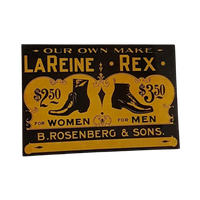 OUR OWN MAKE
LAREINE · REX ·
$2.50 $3.50
FOR WOMEN FOR MEN
B. ROSENBERG & SONS.